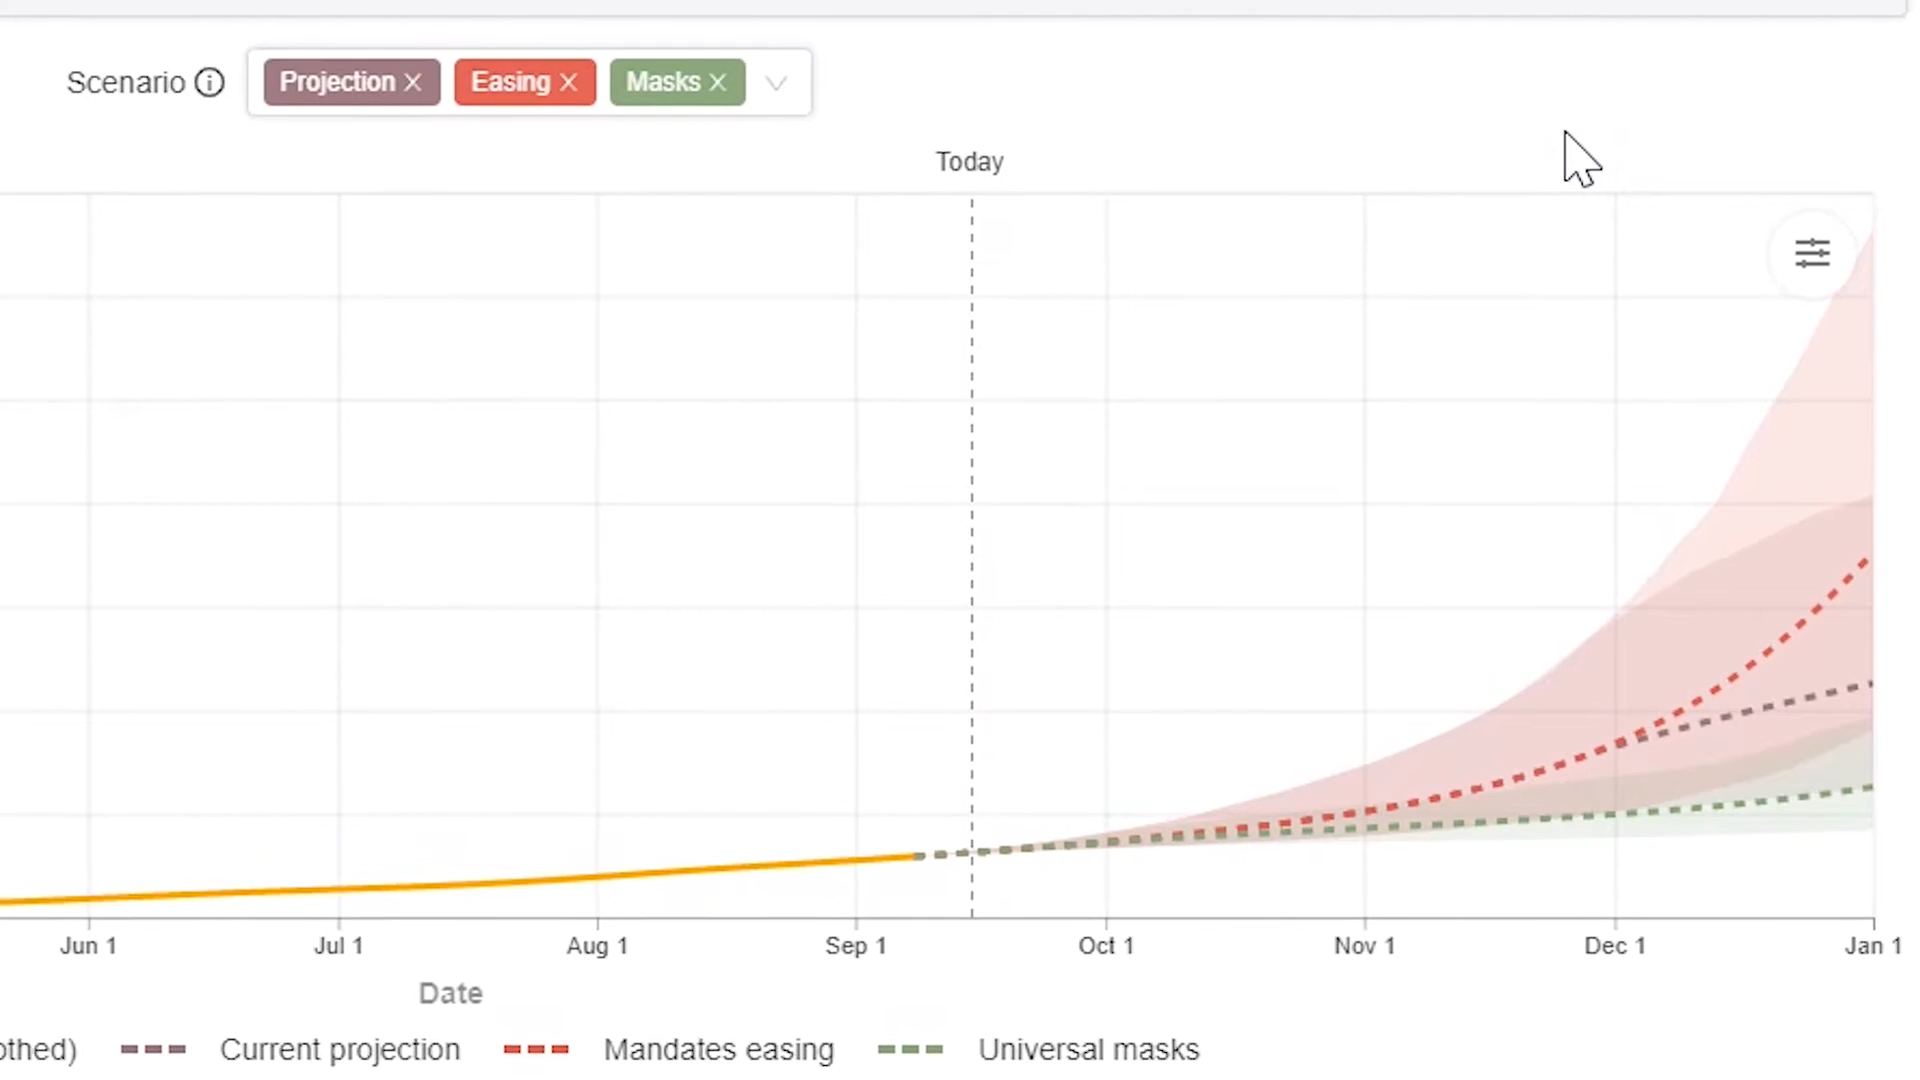 Scenario
Projection Easing Masks
Today
Jun 1 Jul 1 Aug 1 Sep 1 Oct 1 Nov 1 Dec 1 Jan 1
Date
othed) Current projection Mandates easing Universal masks